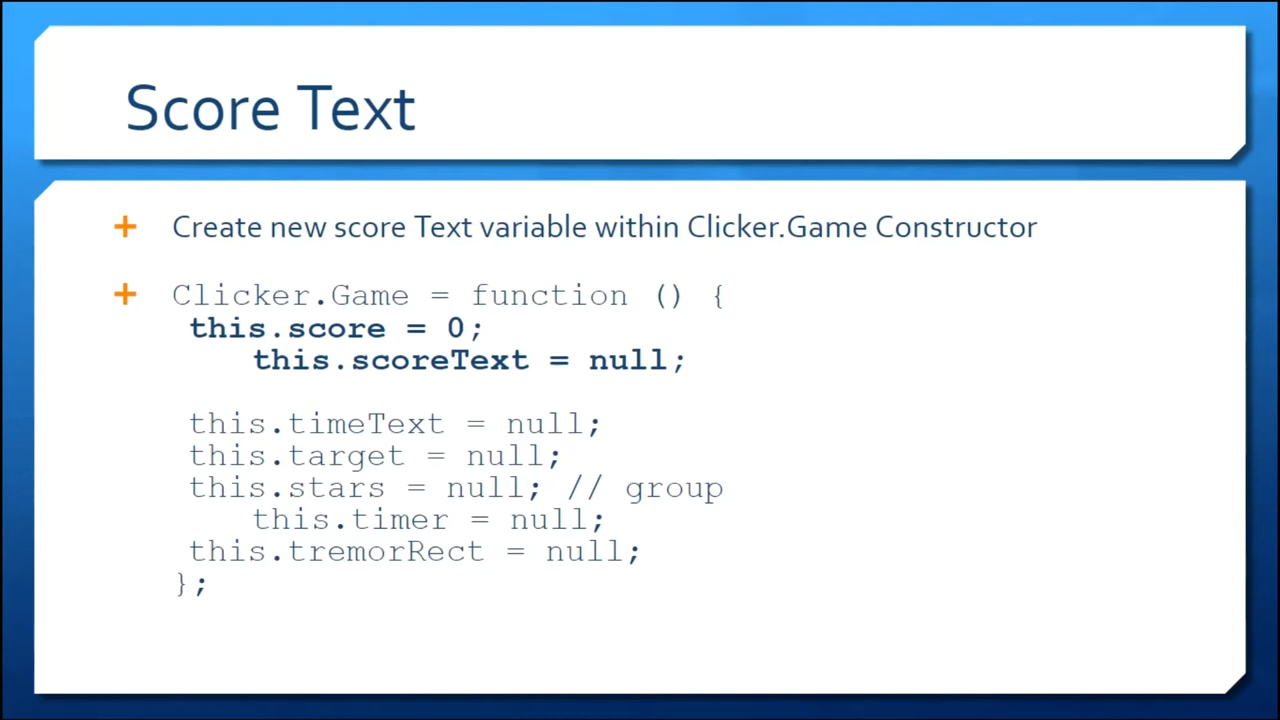 Score Text
Create new score Text variable within Clicker.Game Constructor
Clicker.Game = function () {
this.score = 0;
this.scoreText = null;
this.timeText = null;
this.target = null;
this.stars = null; // group
this.timer = null;
this.tremorRect = null;
};